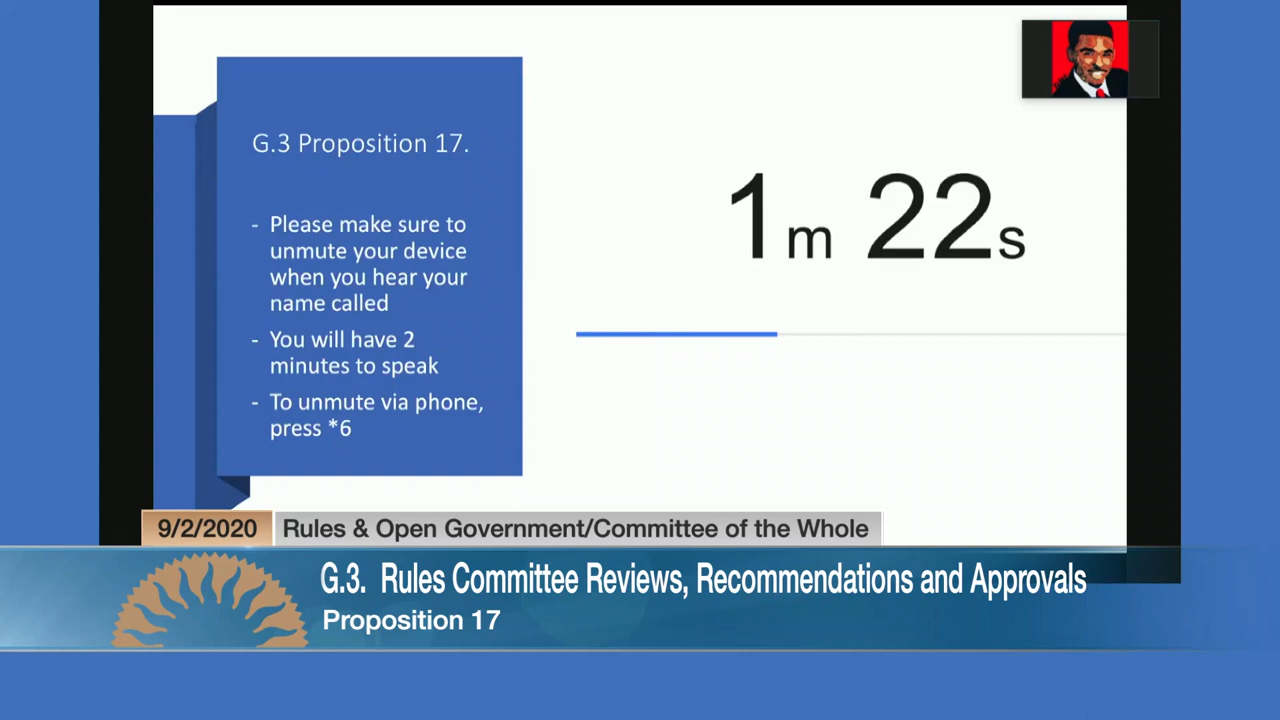 G.3 Proposition 17.
- Please make sure to
unmute your device
when you hear your
name called
- You will have 2
minutes to speak
- To unmute via phone,
press *6
1 m 22 s
9/2/2020 Rules & Open Government/Committee of the Whole
G.3. Rules Committee Reviews, Recommendations and Approvals
Proposition 17